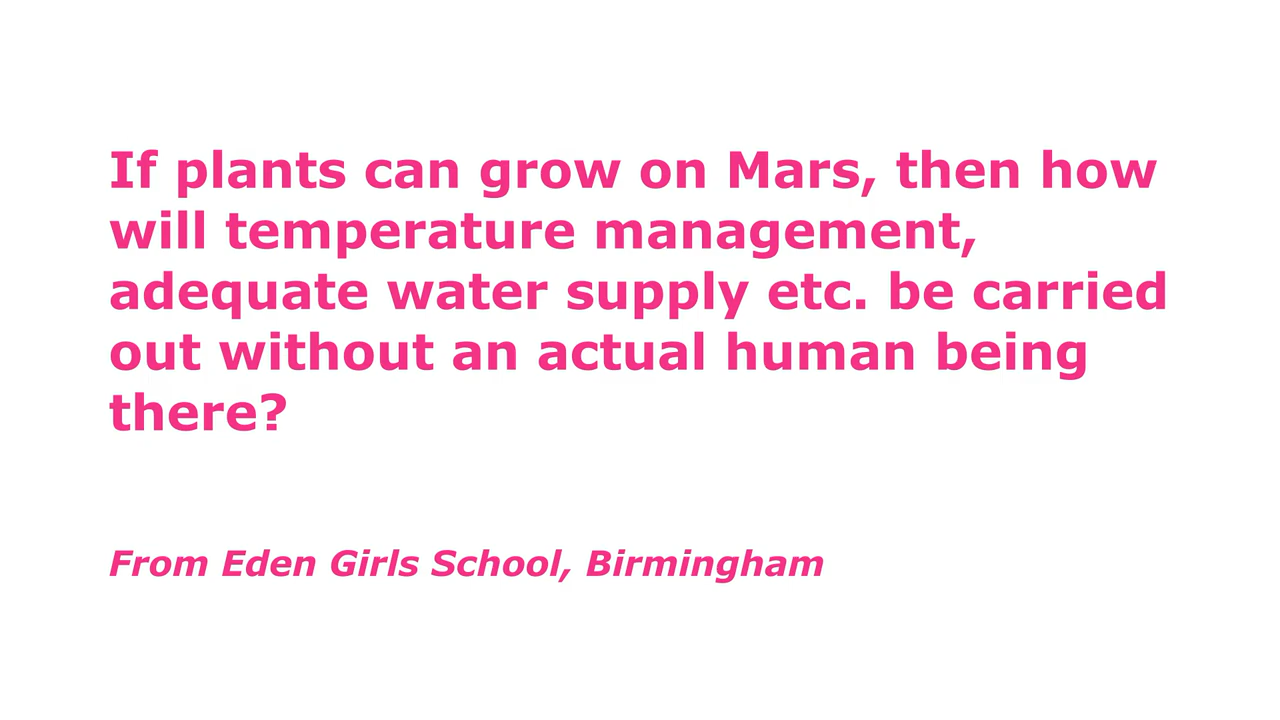 If plants can grow on Mars, then how
will temperature management,
adequate water supply etc. be carried
out without an actual human being
there?
From Eden Girls School, Birmingham